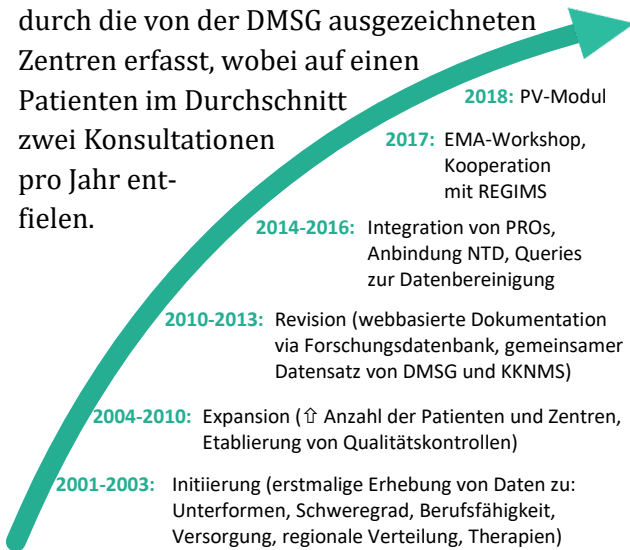 durch die von der DMSG ausgezeichneten
Zentren erfasst, wobei auf einen
Patienten im Durchschnitt
zwei Konsultationen
pro Jahr ent-
fielen.
2018: PV-Modul
2017: EMA-Workshop,
Kooperation
mit REGIMS
2014-2016: Integration von PROs,
Anbindung NTD, Queries
zur Datenbereinigung
2010-2013: Revision (webbasierte Dokumentation
via Forschungsdatenbank, gemeinsamer
Datensatz von DMSG und KKNMS)
2004-2010: Expansion (⇧ Anzahl der Patienten und Zentren,
Etablierung von Qualitätskontrollen)
2001-2003: Initiierung (erstmalige Erhebung von Daten zu:
Unterformen, Schweregrad, Berufsfähigkeit,
Versorgung, regionale Verteilung, Therapien)